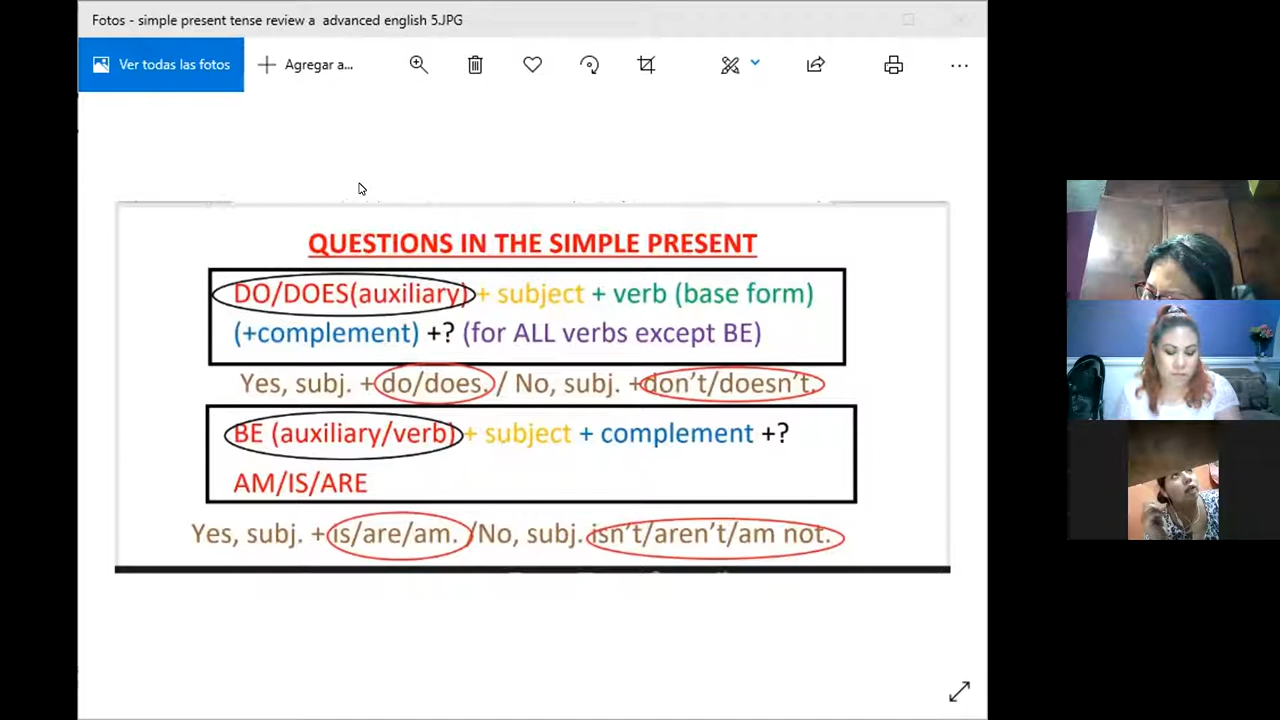 Fotos - simple present tense review a  advanced english 5.JPG
Ver todas las fotos
Agregar a...
QUESTIONS IN THE SIMPLE PRESENT
DO/DOES(auxiliary) + subject + verb (base form)
(+complement) +? (for ALL verbs except BE)
Yes, subj. +do/does. / No, subj. +don't/doesn't.
BE (auxiliary/verb) + subject + complement +?
AM/IS/ARE
Yes, subj. +is/are/am. /No, subj. isn't/aren't/am not.